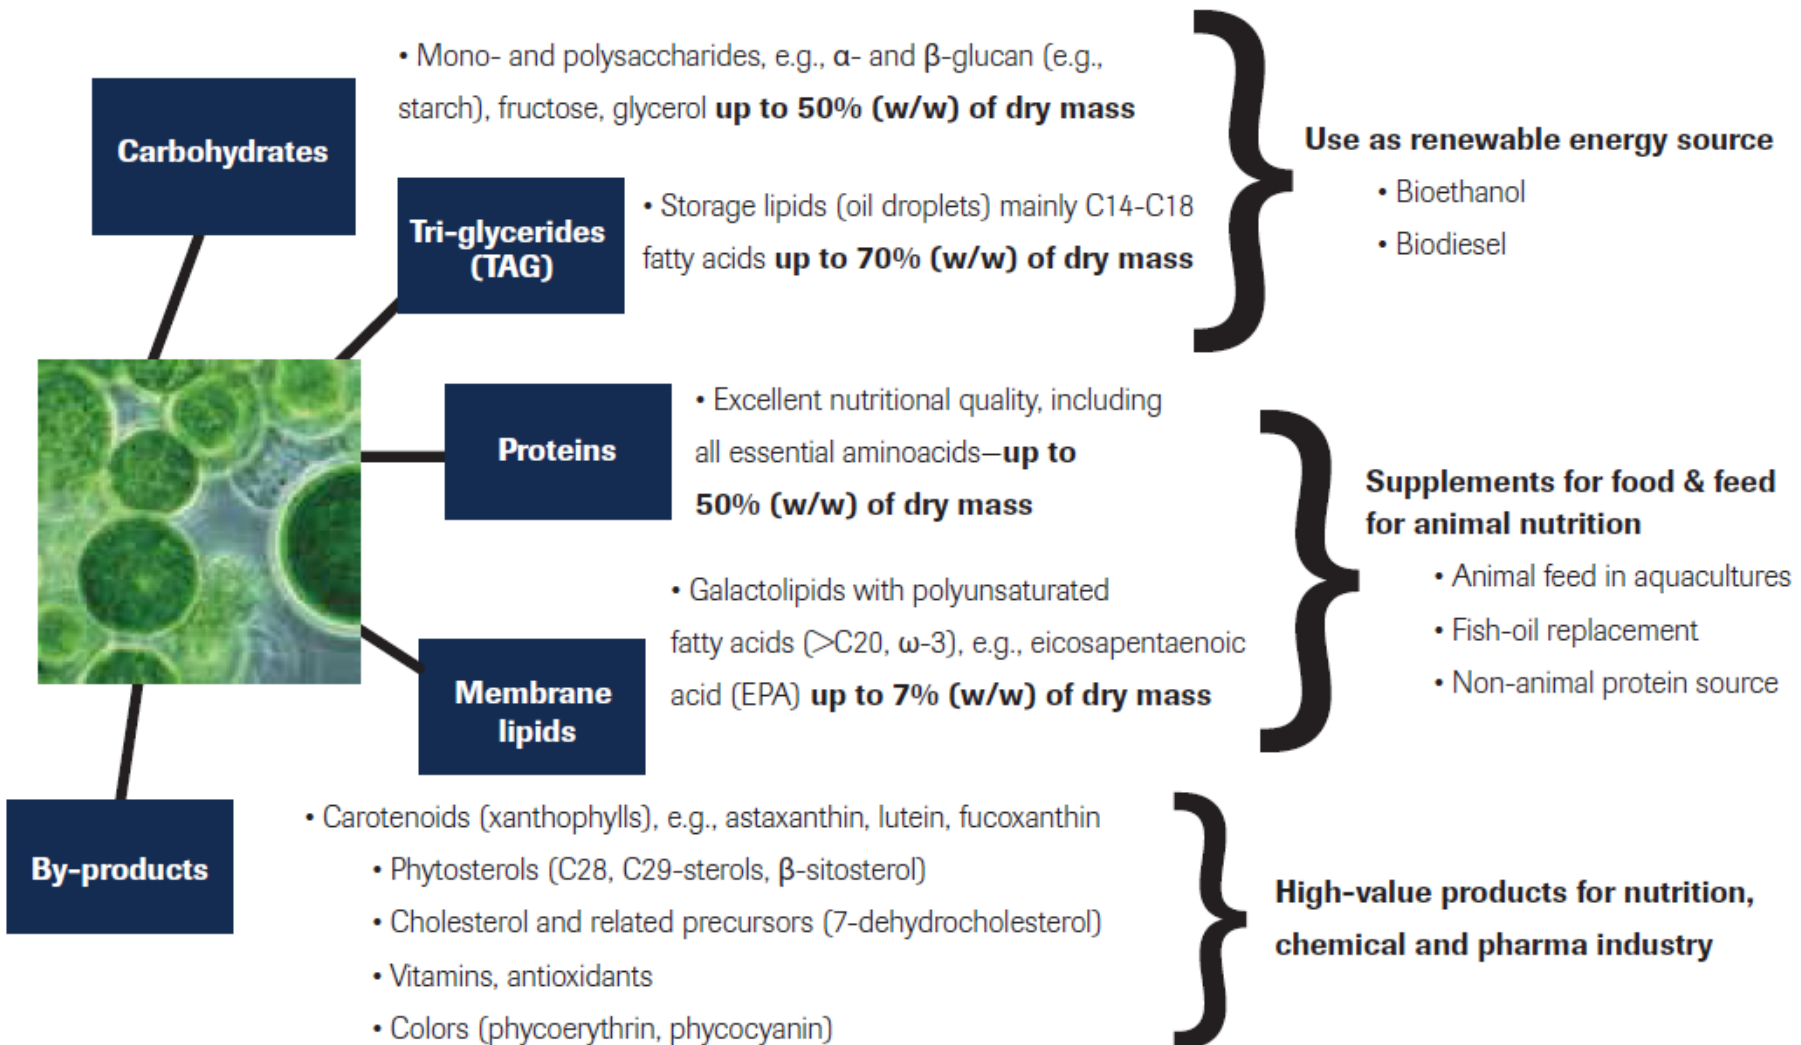 • Mono- and polysaccharides, e.g., α- and β-glucan (e.g.,
starch), fructose, glycerol up to 50% (w/w) of dry mass
Carbohydrates
Use as renewable energy source
• Bioethanol
• Biodiesel
Tri-glycerides
(TAG)
• Storage lipids (oil droplets) mainly C14-C18
fatty acids up to 70% (w/w) of dry mass
Proteins
• Excellent nutritional quality, including
all essential aminoacids—up to
50% (w/w) of dry mass
Supplements for food & feed
for animal nutrition
• Animal feed in aquacultures
• Fish-oil replacement
• Non-animal protein source
Membrane
lipids
• Galactolipids with polyunsaturated
fatty acids (>C20, ω-3), e.g., eicosapentaenoic
acid (EPA) up to 7% (w/w) of dry mass
By-products
• Carotenoids (xanthophylls), e.g., astaxanthin, lutein, fucoxanthin
• Phytosterols (C28, C29-sterols, β-sitosterol)
• Cholesterol and related precursors (7-dehydrocholesterol)
• Vitamins, antioxidants
• Colors (phycoerythrin, phycocyanin)
High-value products for nutrition,
chemical and pharma industry